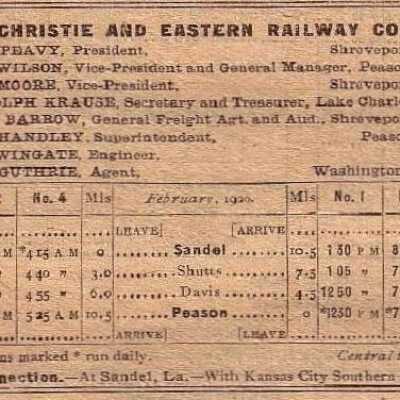 CHRISTIE AND EASTERN RAILWAY CO
PEAVY, President, Shrevepo
WILSON, Vice-President and General Manager, Peaso
MOORE, Vice-President, Shrevepo
OLPH KRAUSE, Secretary and Treasurer, Lake Charle
BARROW, General Freight Agt. and Aud., Shrevepo
HANDLEY, Superintendent, Peaso
WINGATE, Engineer,
GUTHRIE, Agent, Washington
No. 4 Mls February, 1920. Mls No. 1
[LEAVE] [ARRIVE]
M *4 15 A M 0 ........Sandel........ 10.5 1 30 P M 8
4 40 " 3.0 ........Shutts........ 7.5 1 05 " 7
4 55 " 6.0 ........Davis........ 4.5 12 50 " 7
M 5 25 A M 10.5 ........Peason........ 0 *12 30 P M *7
[ARRIVE] [LEAVE]
ns marked * run daily. Central
nection.—At Sandel, La.—With Kansas City Southern